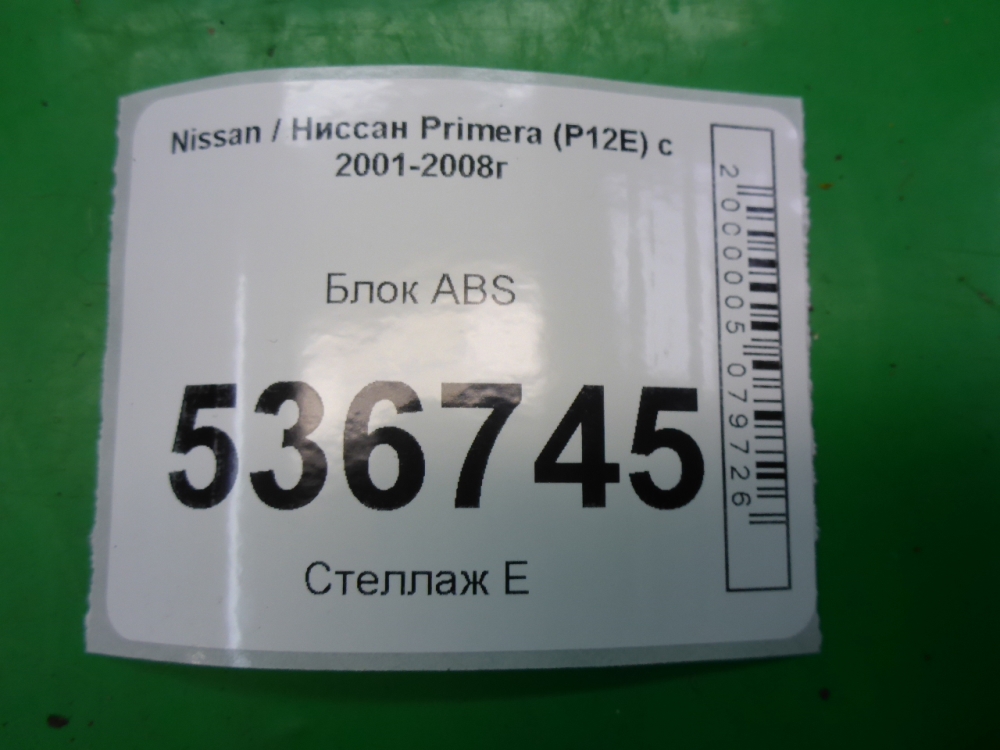 Nissan / Ниссан Primera (P12E) с
2001-2008г
Блок ABS
536745
Стеллаж Е
2000005079726